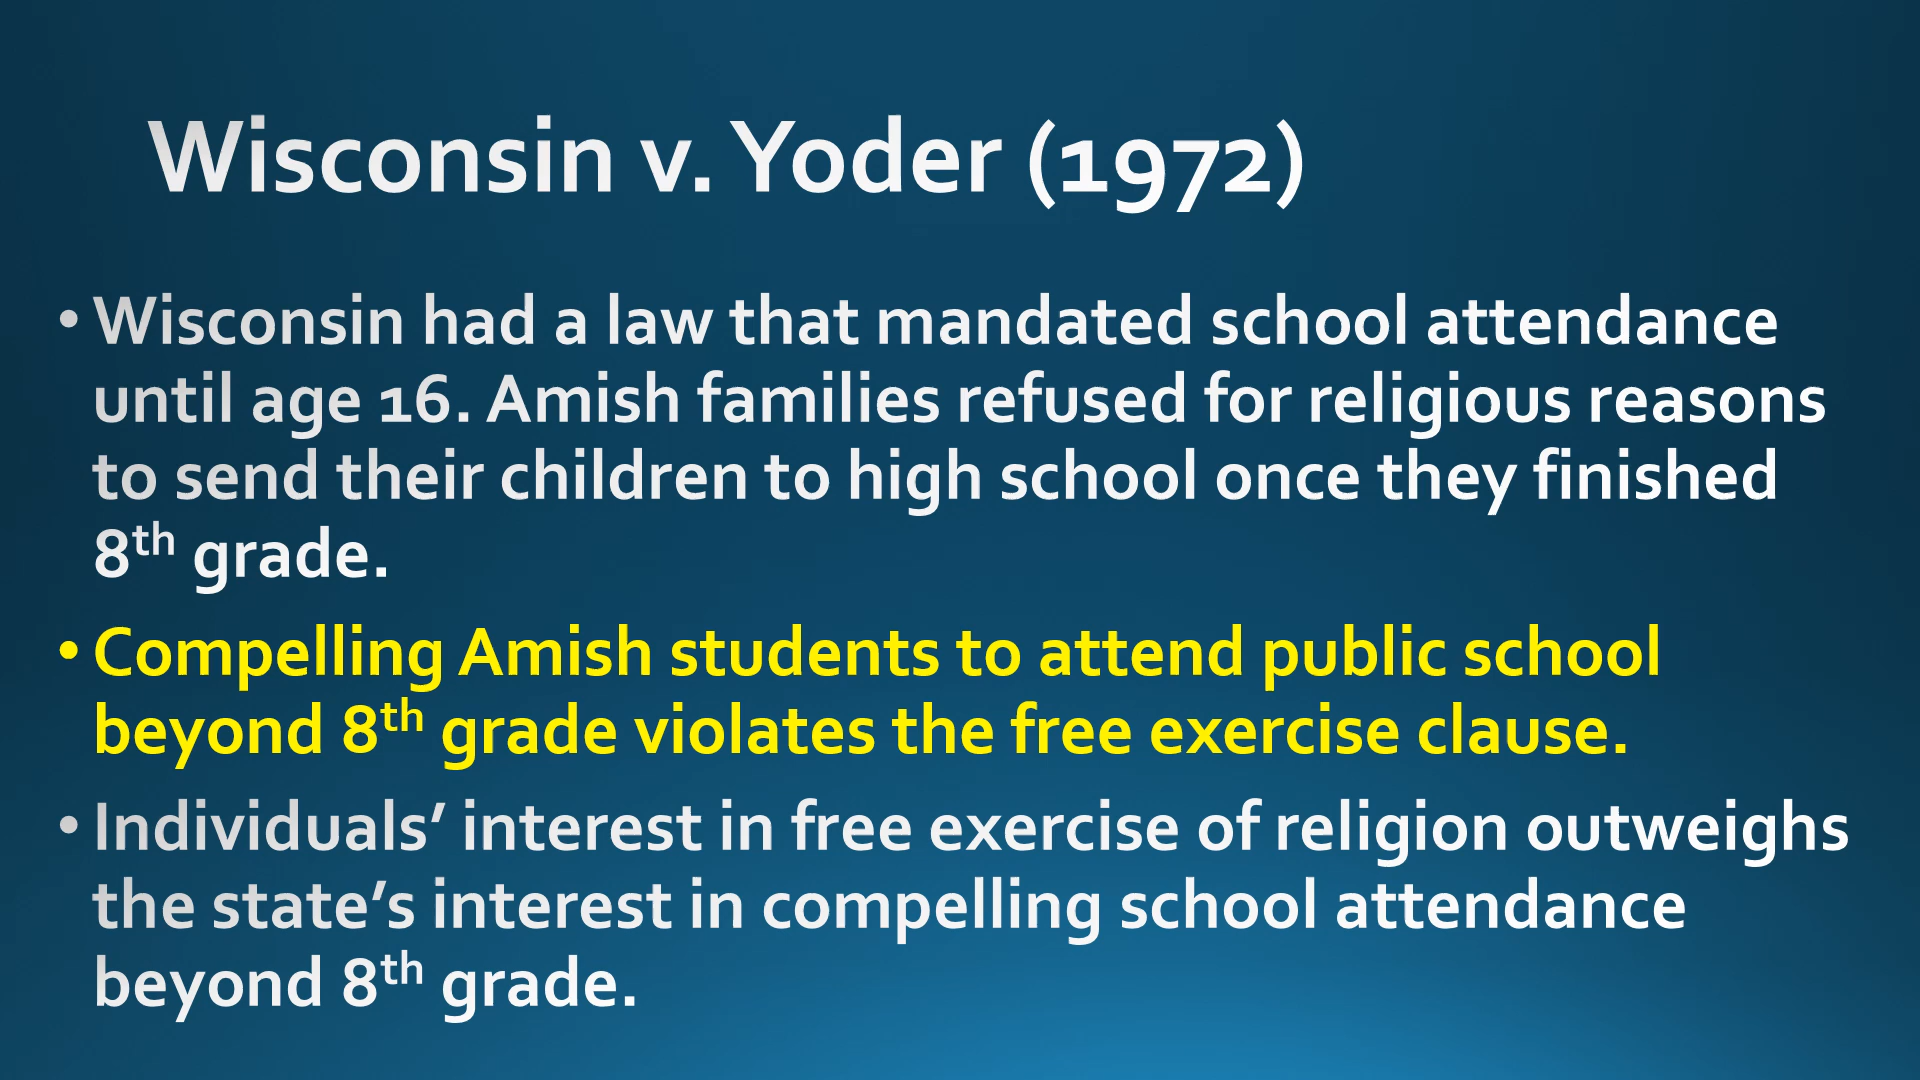 Wisconsin v. Yoder (1972)
• Wisconsin had a law that mandated school attendance
until age 16. Amish families refused for religious reasons
to send their children to high school once they finished
8th grade.
• Compelling Amish students to attend public school
beyond 8th grade violates the free exercise clause.
• Individuals’ interest in free exercise of religion outweighs
the state’s interest in compelling school attendance
beyond 8th grade.